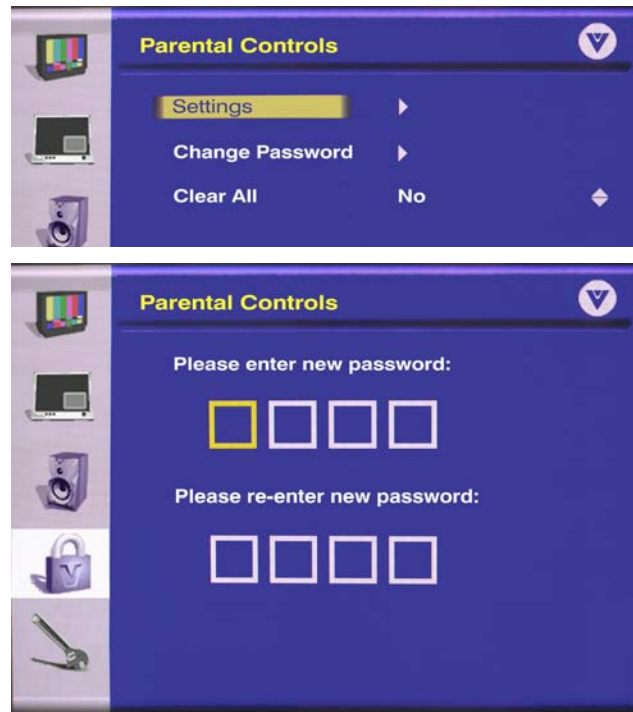 Parental Controls
Settings
Change Password
Clear All No
Parental Controls
Please enter new password:
Please re-enter new password: